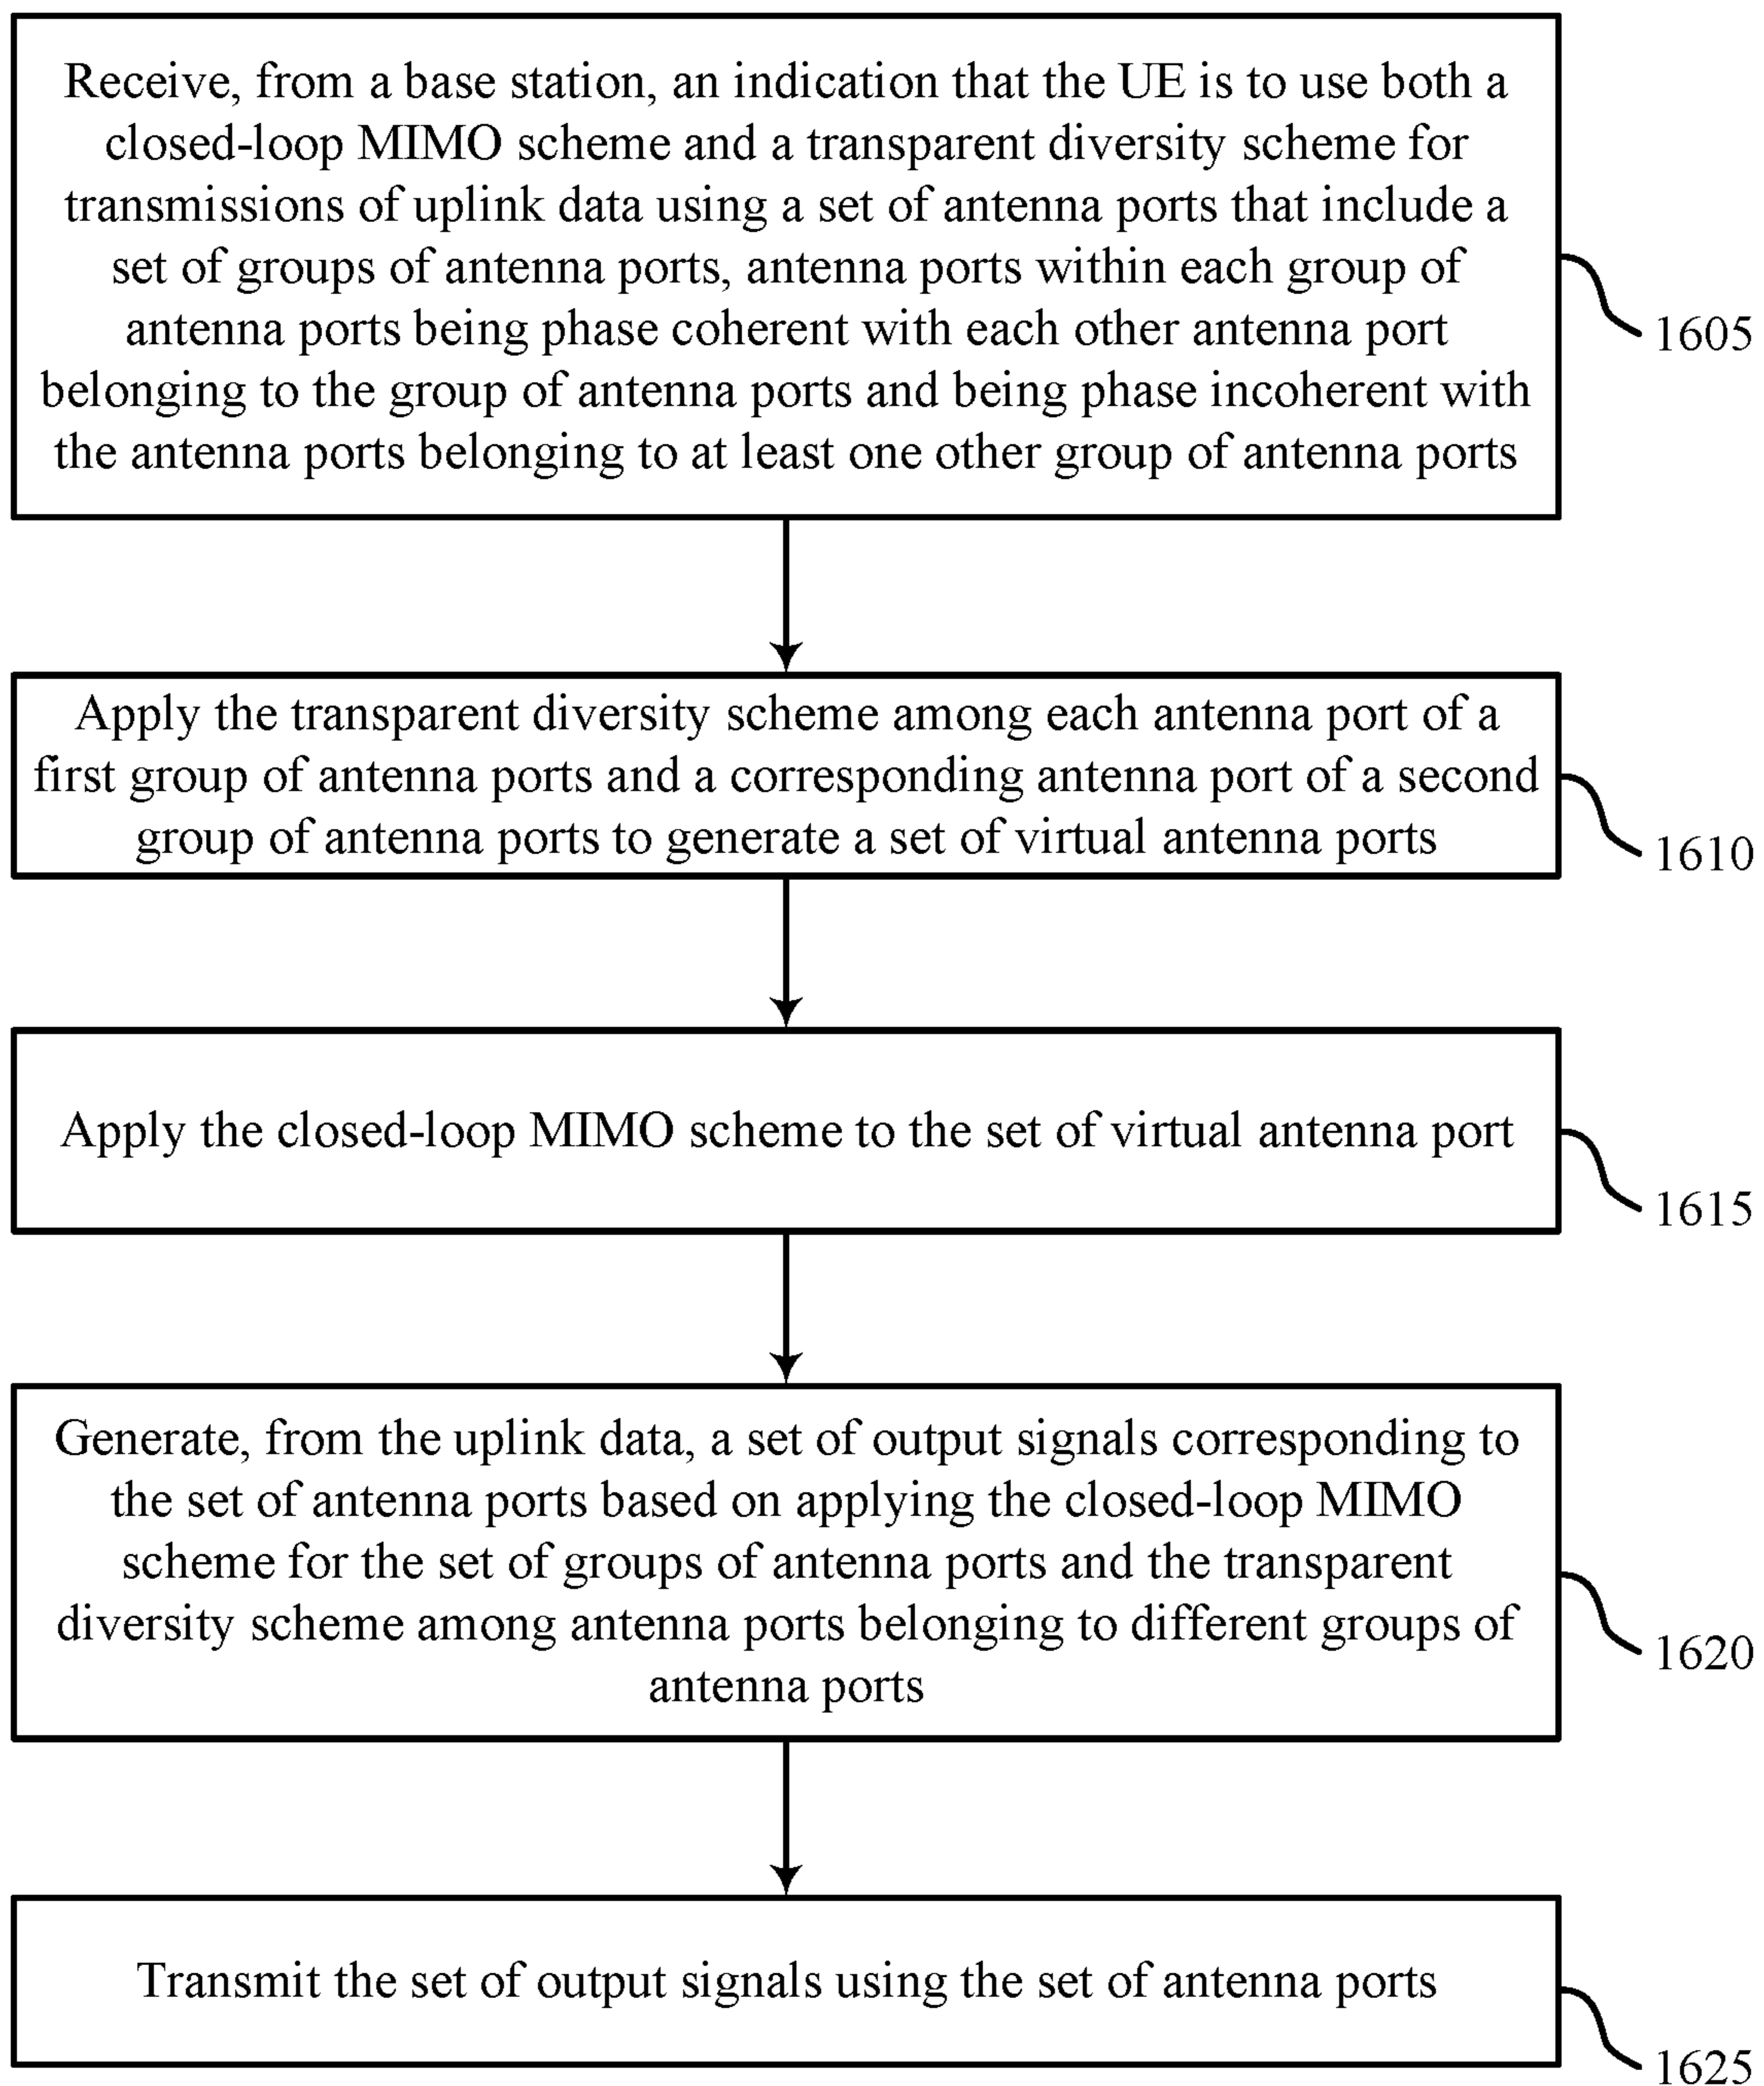 Receive, from a base station, an indication that the UE is to use both a
closed-loop MIMO scheme and a transparent diversity scheme for
transmissions of uplink data using a set of antenna ports that include a
set of groups of antenna ports, antenna ports within each group of
antenna ports being phase coherent with each other antenna port
belonging to the group of antenna ports and being phase incoherent with
the antenna ports belonging to at least one other group of antenna ports
1605
Apply the transparent diversity scheme among each antenna port of a
first group of antenna ports and a corresponding antenna port of a second
group of antenna ports to generate a set of virtual antenna ports
1610
Apply the closed-loop MIMO scheme to the set of virtual antenna port
1615
Generate, from the uplink data, a set of output signals corresponding to
the set of antenna ports based on applying the closed-loop MIMO
scheme for the set of groups of antenna ports and the transparent
diversity scheme among antenna ports belonging to different groups of
antenna ports
1620
Transmit the set of output signals using the set of antenna ports
1625